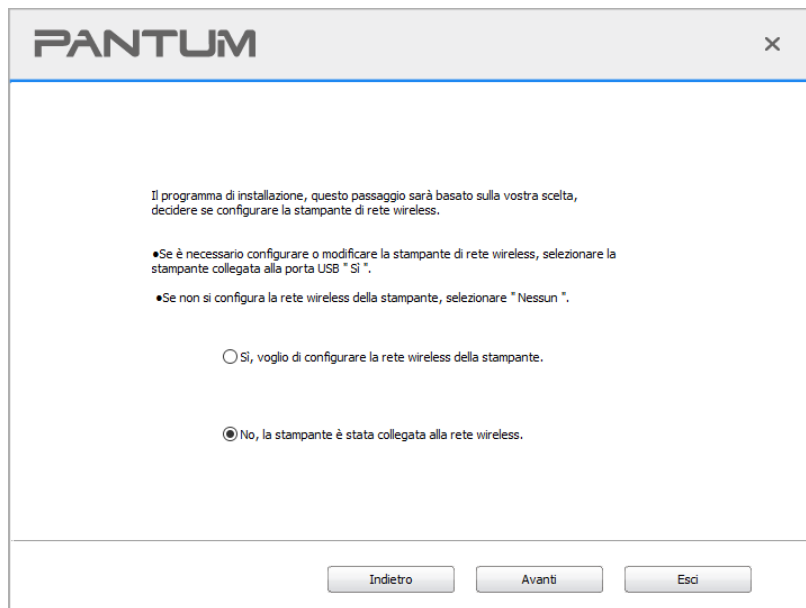 PANTUM
Il programma di installazione, questo passaggio sarà basato sulla vostra scelta,
decidere se configurare la stampante di rete wireless.
●Se è necessario configurare o modificare la stampante di rete wireless, selezionare la
stampante collegata alla porta USB " Sì ".
●Se non si configura la rete wireless della stampante, selezionare " Nessun ".
Sì, voglio di configurare la rete wireless della stampante.
No, la stampante è stata collegata alla rete wireless.
Indietro
Avanti
Esci